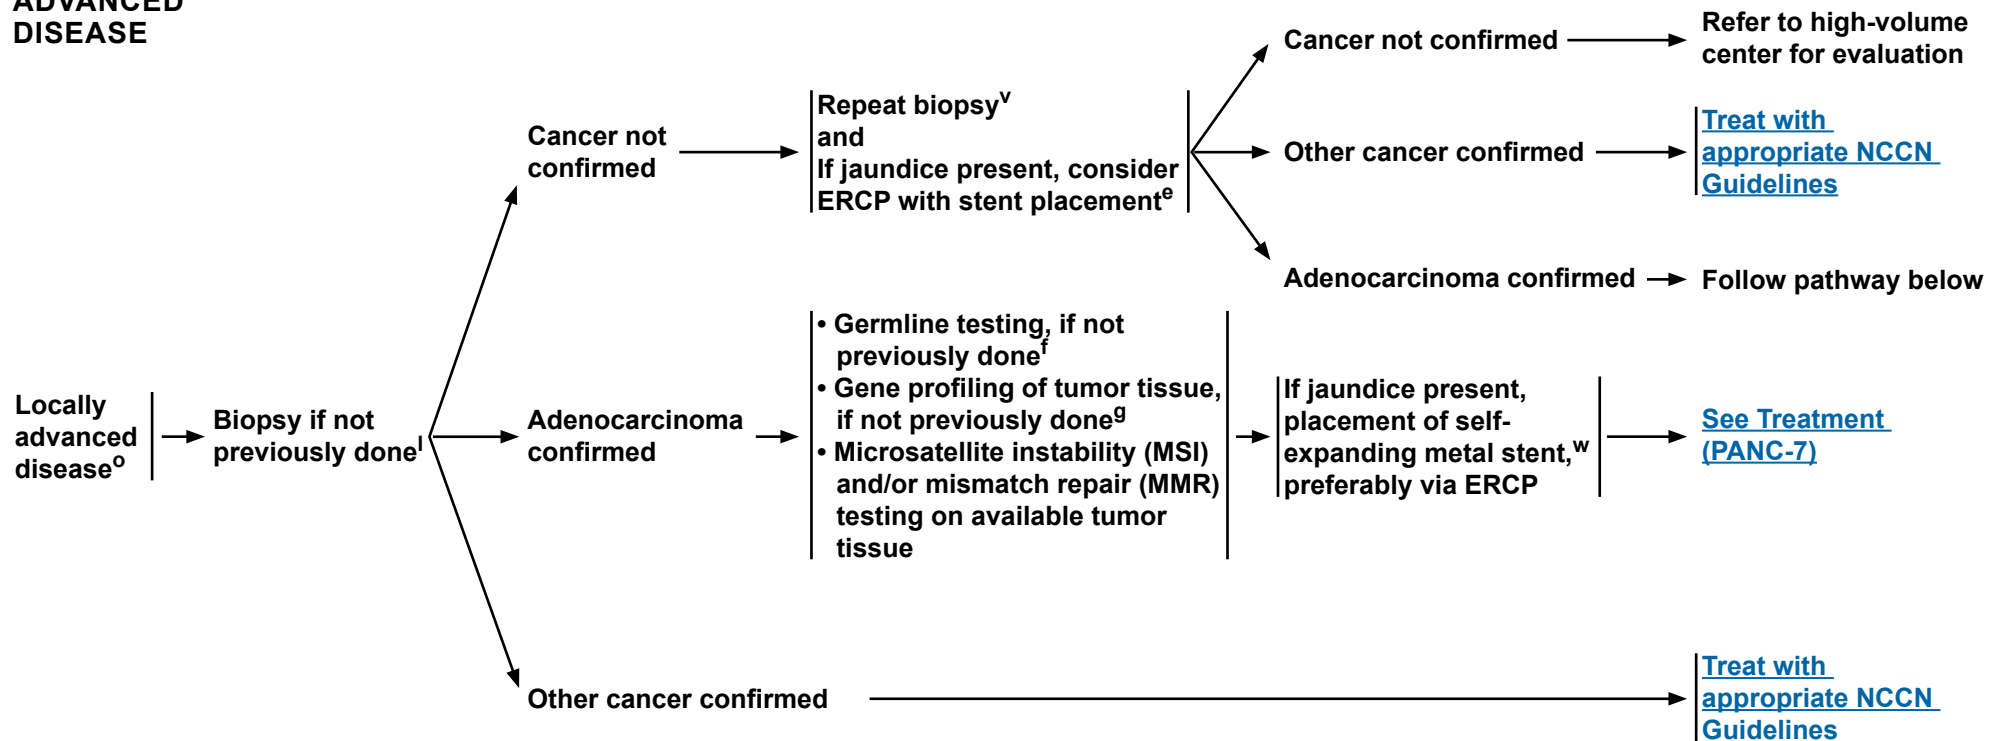 ADVANCED
DISEASE
Locally
advanced
disease^o
Biopsy if not
previously done^l
Cancer not
confirmed
Repeat biopsy^v
and
If jaundice present, consider
ERCP with stent placement^e
Cancer not confirmed
Refer to high-volume
center for evaluation
Other cancer confirmed
Treat with
appropriate NCCN
Guidelines
Adenocarcinoma confirmed
Follow pathway below
Adenocarcinoma
confirmed
• Germline testing, if not
previously done^f
• Gene profiling of tumor tissue,
if not previously done^g
• Microsatellite instability (MSI)
and/or mismatch repair (MMR)
testing on available tumor
tissue
If jaundice present,
placement of self-
expanding metal stent,^w
preferably via ERCP
See Treatment
(PANC-7)
Other cancer confirmed
Treat with
appropriate NCCN
Guidelines